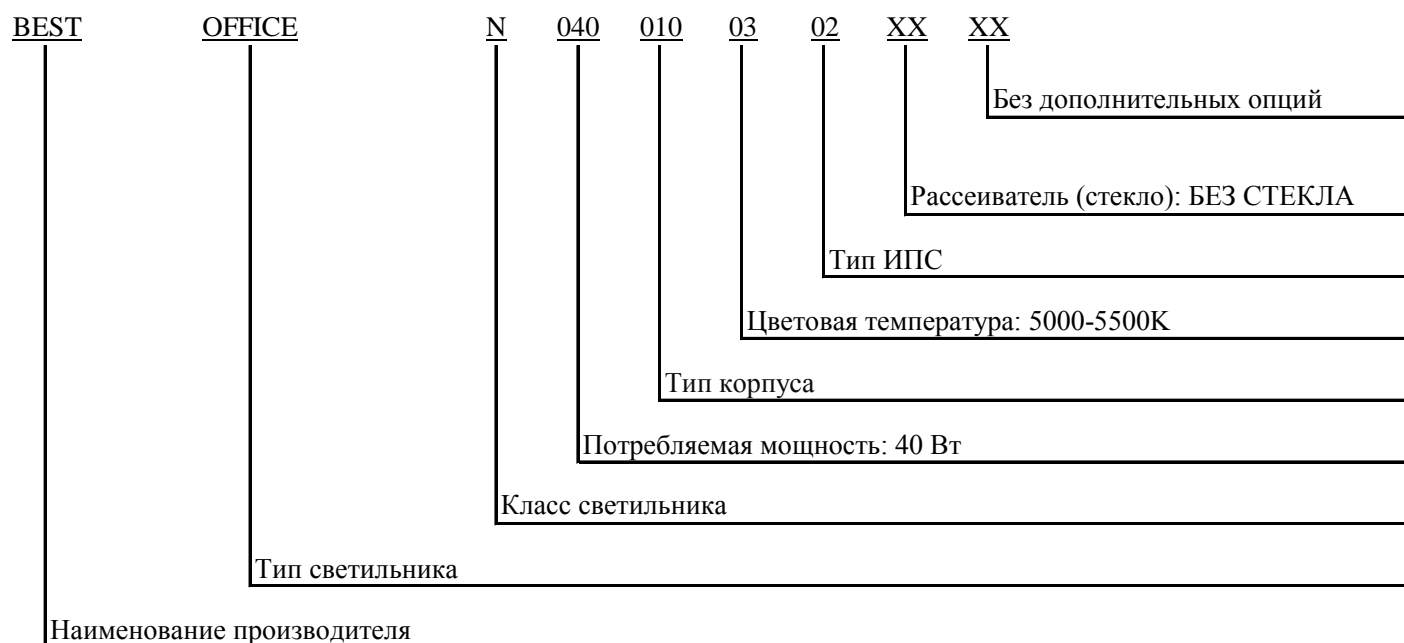 BEST OFFICE N 040 010 03 02 XX XX
Без дополнительных опций
Рассеиватель (стекло): БЕЗ СТЕКЛА
Тип ИПС
Цветовая температура: 5000-5500K
Тип корпуса
Потребляемая мощность: 40 Вт
Класс светильника
Тип светильника
Наименование производителя